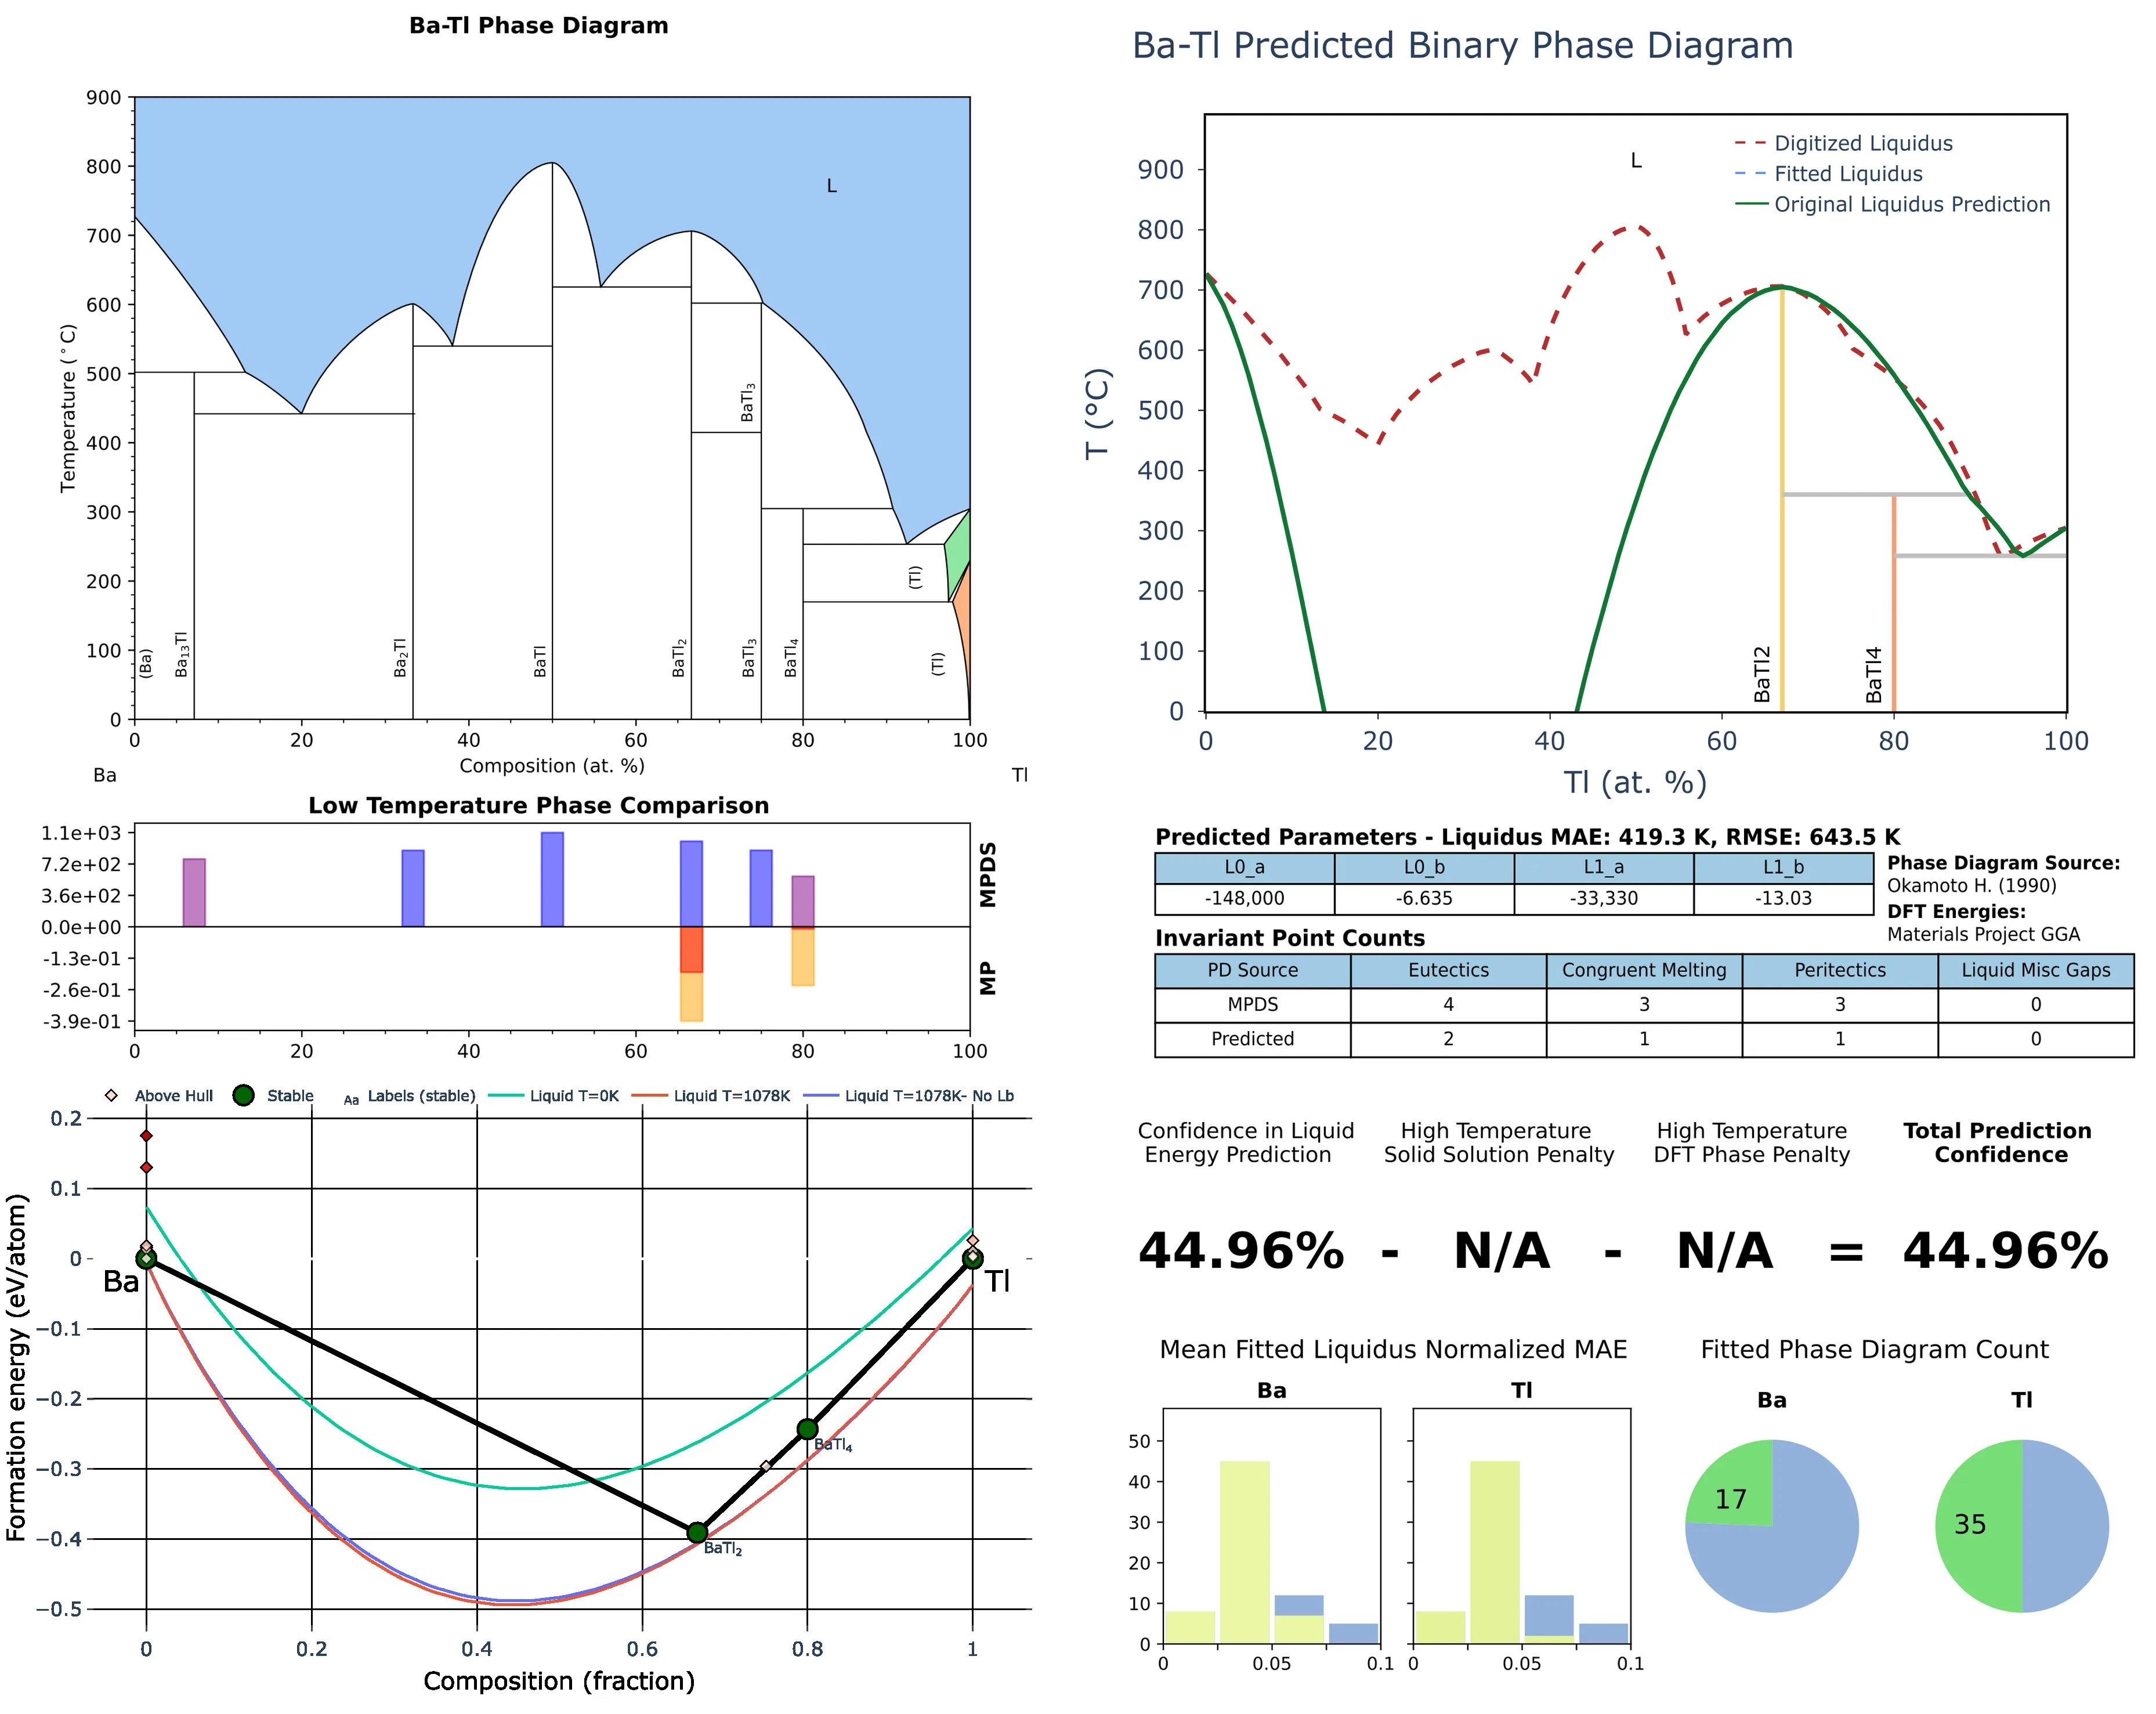 Ba-Tl Phase Diagram
900
800
700
600
500
400
300
200
100
0
Temperature (°C)
L
BaTl₃
(Tl)
(Ba)
Ba₁₃Tl
Ba₂Tl
BaTl
BaTl₂
BaTl₃
BaTl₄
(Tl)
0 20 40 60 80 100
Composition (at. %)
Ba Tl
Ba-Tl Predicted Binary Phase Diagram
L
Digitized Liquidus
Fitted Liquidus
Original Liquidus Prediction
900
800
700
600
500
400
300
200
100
0
T (°C)
BaTl2
BaTl4
0 20 40 60 80 100
Tl (at. %)
Low Temperature Phase Comparison
1.1e+03
7.2e+02
3.6e+02
0.0e+00
-1.3e-01
-2.6e-01
-3.9e-01
MPDS
MP
0 20 40 60 80 100
Predicted Parameters - Liquidus MAE: 419.3 K, RMSE: 643.5 K
L0_a L0_b L1_a L1_b
-148,000 -6.635 -33,330 -13.03
Phase Diagram Source:
Okamoto H. (1990)
DFT Energies:
Materials Project GGA
Invariant Point Counts
PD Source Eutectics Congruent Melting Peritectics Liquid Misc Gaps
MPDS 4 3 3 0
Predicted 2 1 1 0
Above Hull Stable Aa Labels (stable) Liquid T=0K Liquid T=1078K Liquid T=1078K- No Lb
0.2
0.1
0
−0.1
−0.2
−0.3
−0.4
−0.5
Formation energy (eV/atom)
Ba
Tl
BaTl₄
BaTl₂
0 0.2 0.4 0.6 0.8 1
Composition (fraction)
Confidence in Liquid
Energy Prediction
High Temperature
Solid Solution Penalty
High Temperature
DFT Phase Penalty
Total Prediction
Confidence
44.96% - N/A - N/A = 44.96%
Mean Fitted Liquidus Normalized MAE
Ba Tl
50
40
30
20
10
0
0 0.05 0.1
0 0.05 0.1
Fitted Phase Diagram Count
Ba Tl
17
35